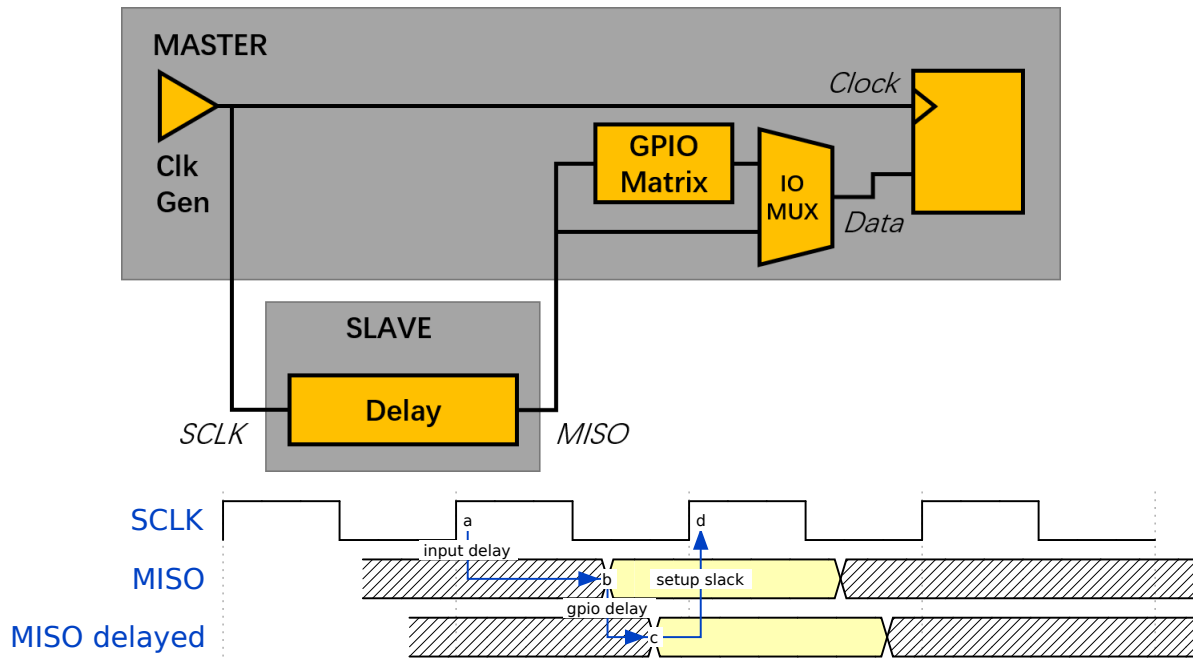 MASTER
Clock
Clk
Gen
GPIO
Matrix
IO
MUX
Data
SLAVE
Delay
SCLK
MISO
SCLK
a
d
input delay
MISO
b
setup slack
gpio delay
MISO delayed
c